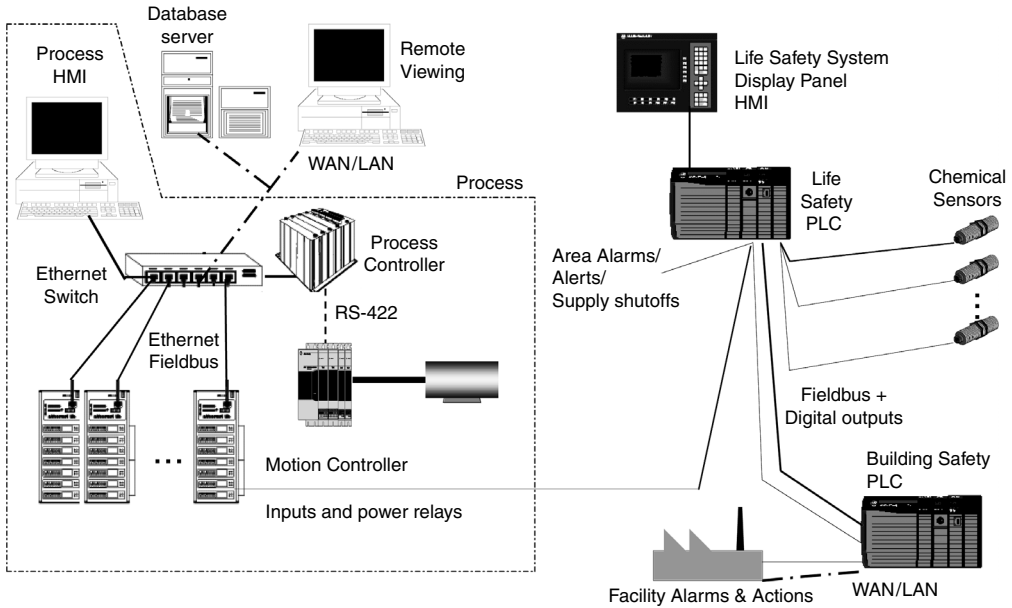 Database
server
Process
HMI
Remote
Viewing
WAN/LAN
Process
Ethernet
Switch
Process
Controller
RS-422
Ethernet
Fieldbus
Motion Controller
Inputs and power relays
Life Safety System
Display Panel
HMI
Life
Safety
PLC
Chemical
Sensors
Area Alarms/
Alerts/
Supply shutoffs
Fieldbus +
Digital outputs
Building Safety
PLC
WAN/LAN
Facility Alarms & Actions